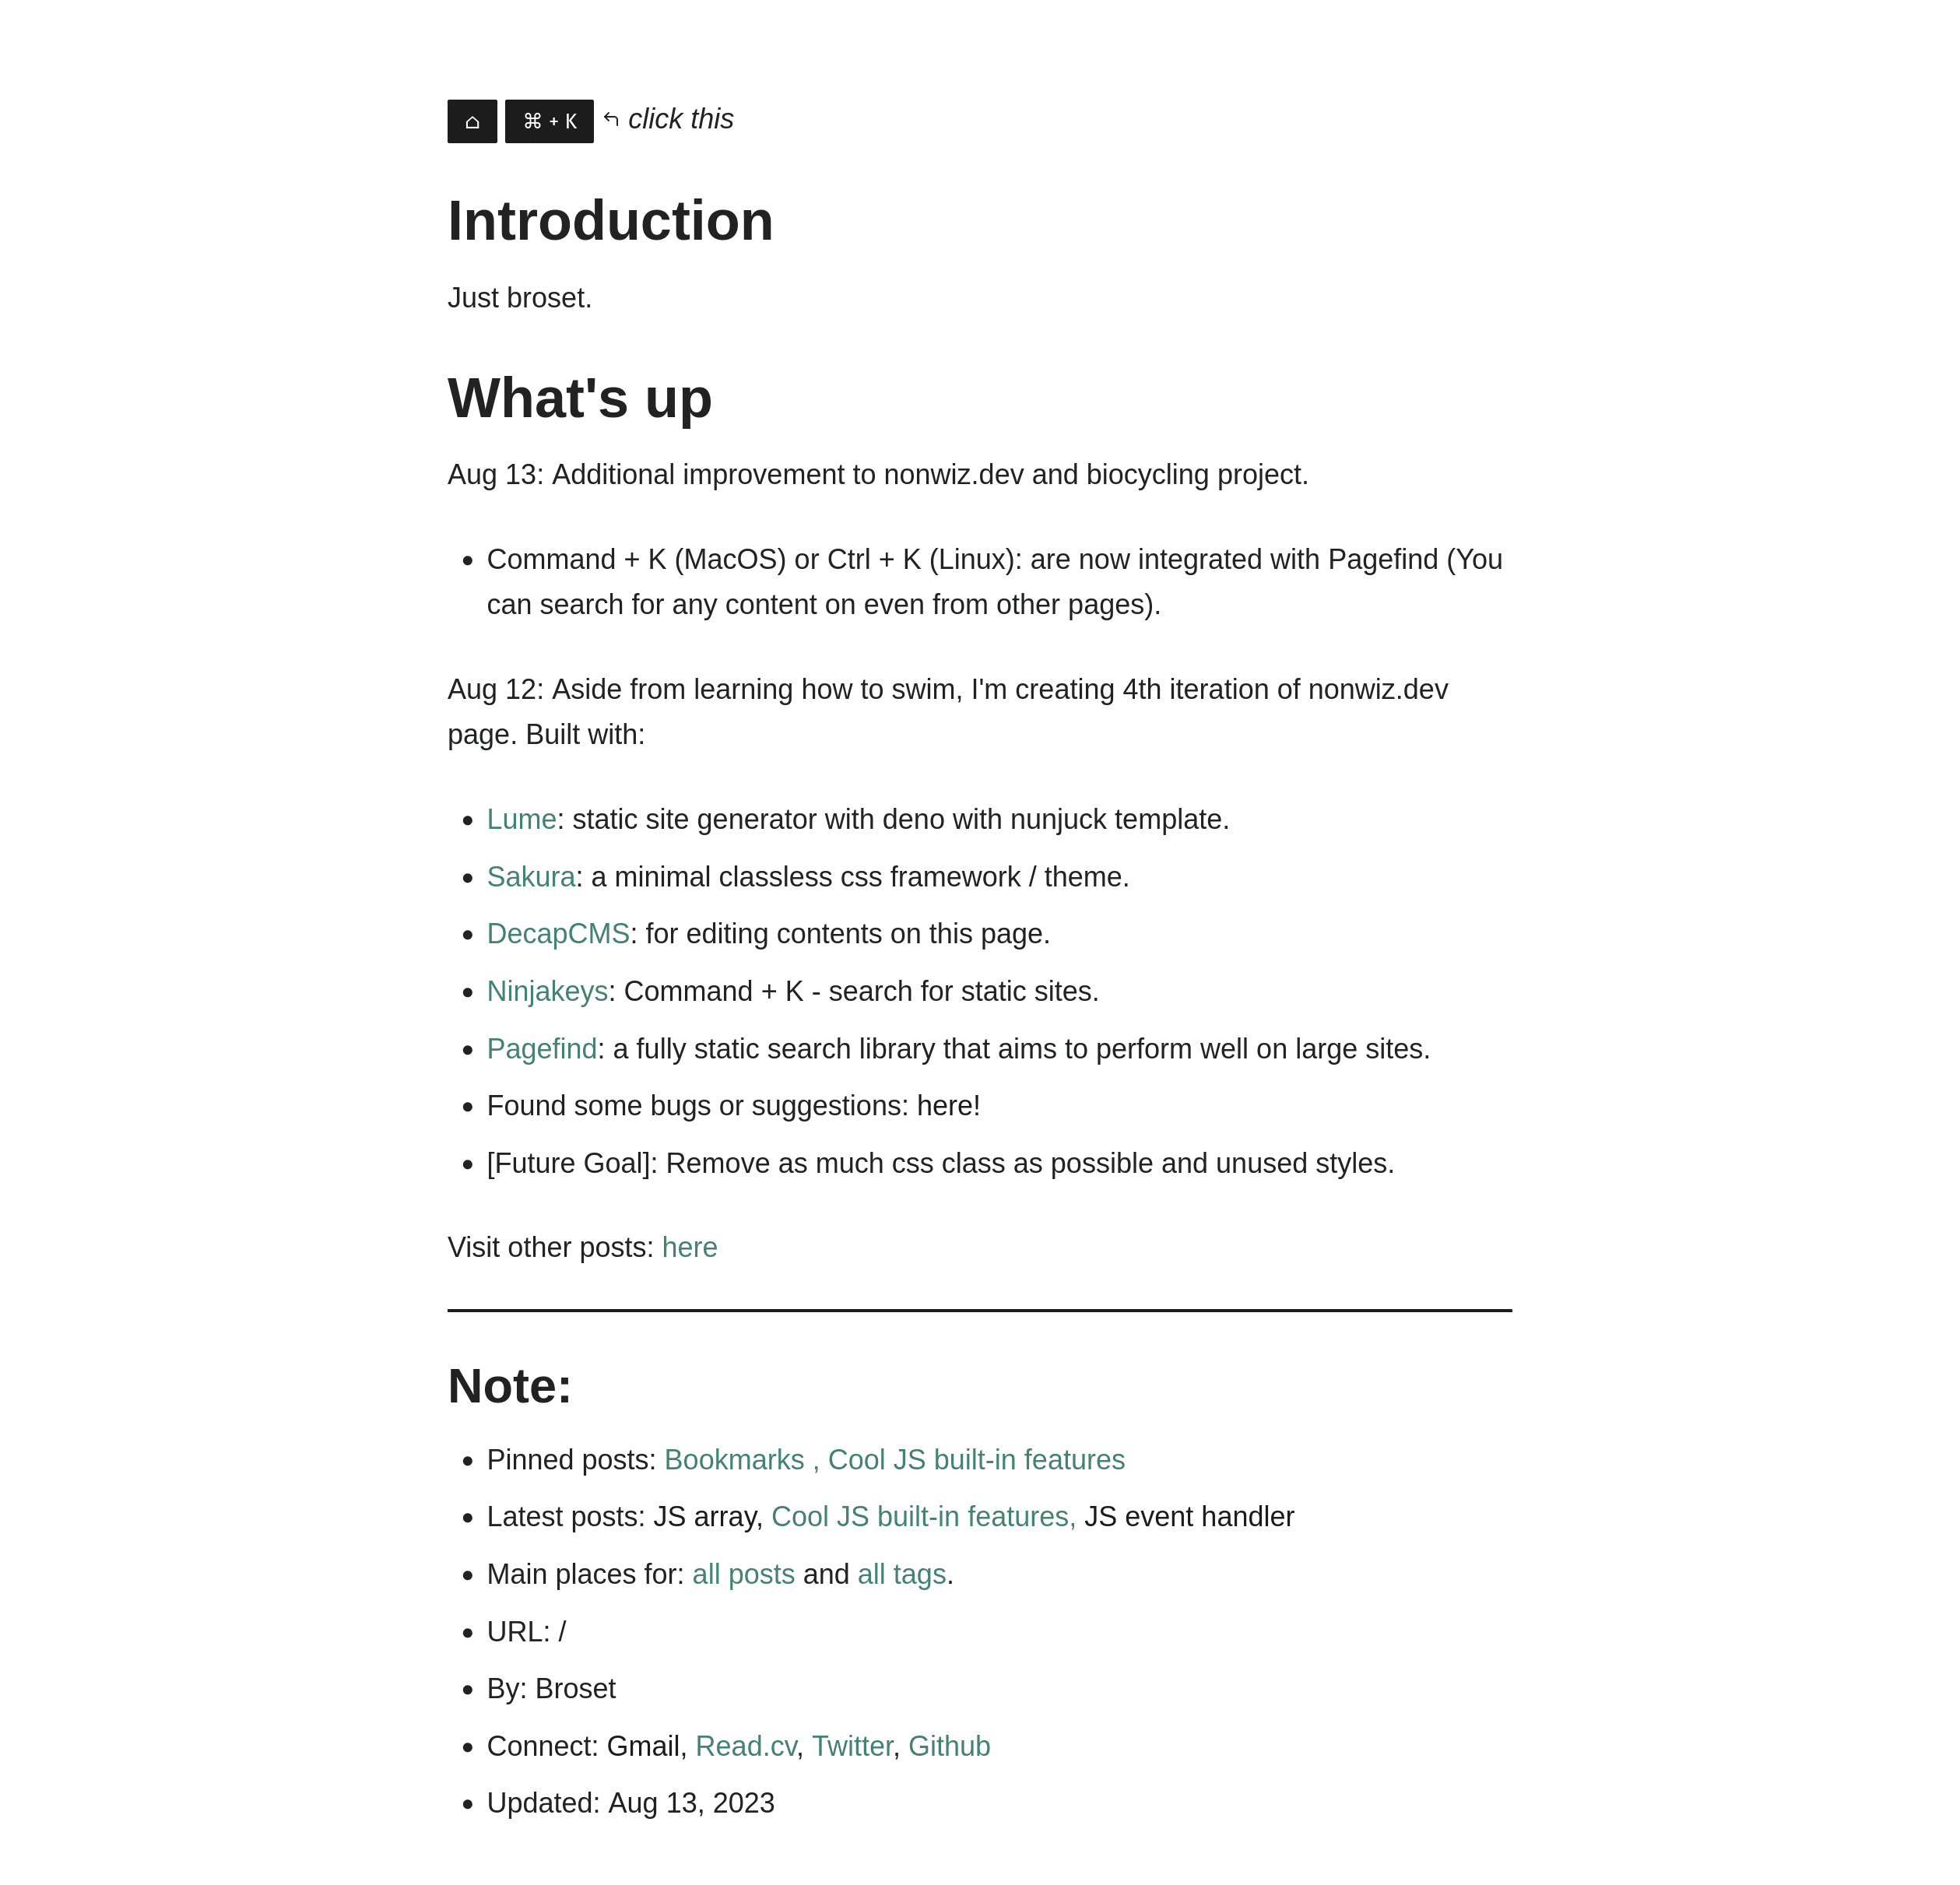 ⌘ + K click this
Introduction
Just broset.
What's up
Aug 13: Additional improvement to nonwiz.dev and biocycling project.
Command + K (MacOS) or Ctrl + K (Linux): are now integrated with Pagefind (You
can search for any content on even from other pages).
Aug 12: Aside from learning how to swim, I'm creating 4th iteration of nonwiz.dev
page. Built with:
Lume: static site generator with deno with nunjuck template.
Sakura: a minimal classless css framework / theme.
DecapCMS: for editing contents on this page.
Ninjakeys: Command + K - search for static sites.
Pagefind: a fully static search library that aims to perform well on large sites.
Found some bugs or suggestions: here!
[Future Goal]: Remove as much css class as possible and unused styles.
Visit other posts: here
Note:
Pinned posts: Bookmarks , Cool JS built-in features
Latest posts: JS array, Cool JS built-in features, JS event handler
Main places for: all posts and all tags.
URL: /
By: Broset
Connect: Gmail, Read.cv, Twitter, Github
Updated: Aug 13, 2023